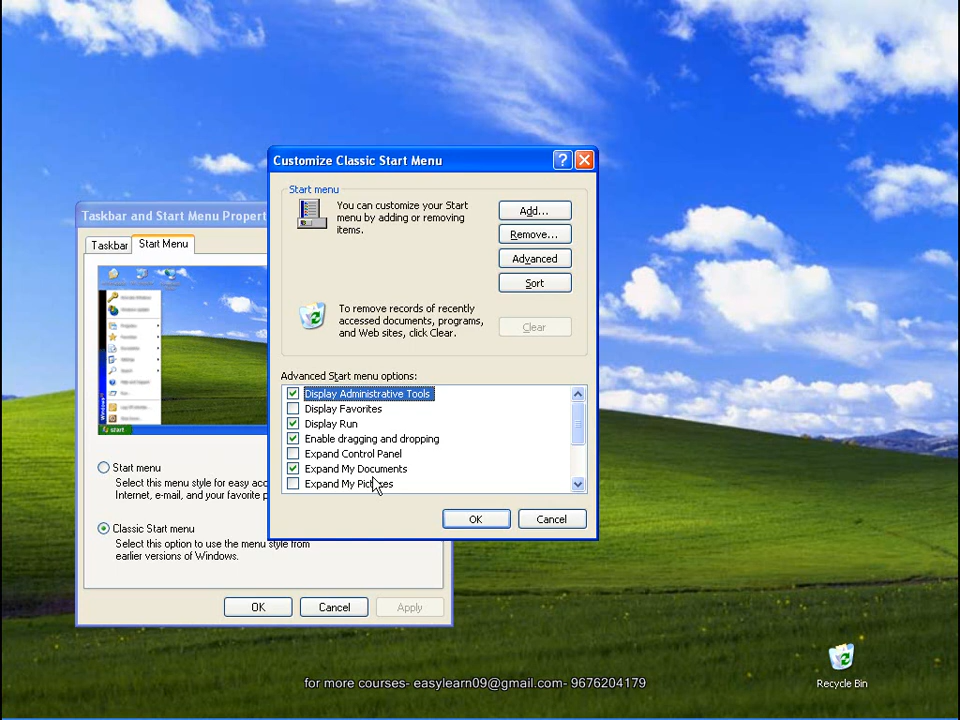 Customize Classic Start Menu
Start menu
You can customize your Start
menu by adding or removing
items.
Add...
Remove...
Advanced
Sort
To remove records of recently
accessed documents, programs,
and Web sites, click Clear.
Clear
Advanced Start menu options:
Display Administrative Tools
Display Favorites
Display Run
Enable dragging and dropping
Expand Control Panel
Expand My Documents
Expand My
OK
Cancel
Taskbar and Start Menu Propert
Taskbar
Start Menu
start
Start menu
Select this menu style for easy acc
Internet, e-mail, and your favorite p
Classic Start menu
Select this option to use the menu style from
earlier versions of Windows.
OK
Cancel
Apply
Recycle Bin
for more courses- easylearn09@gmail.com- 9676204179